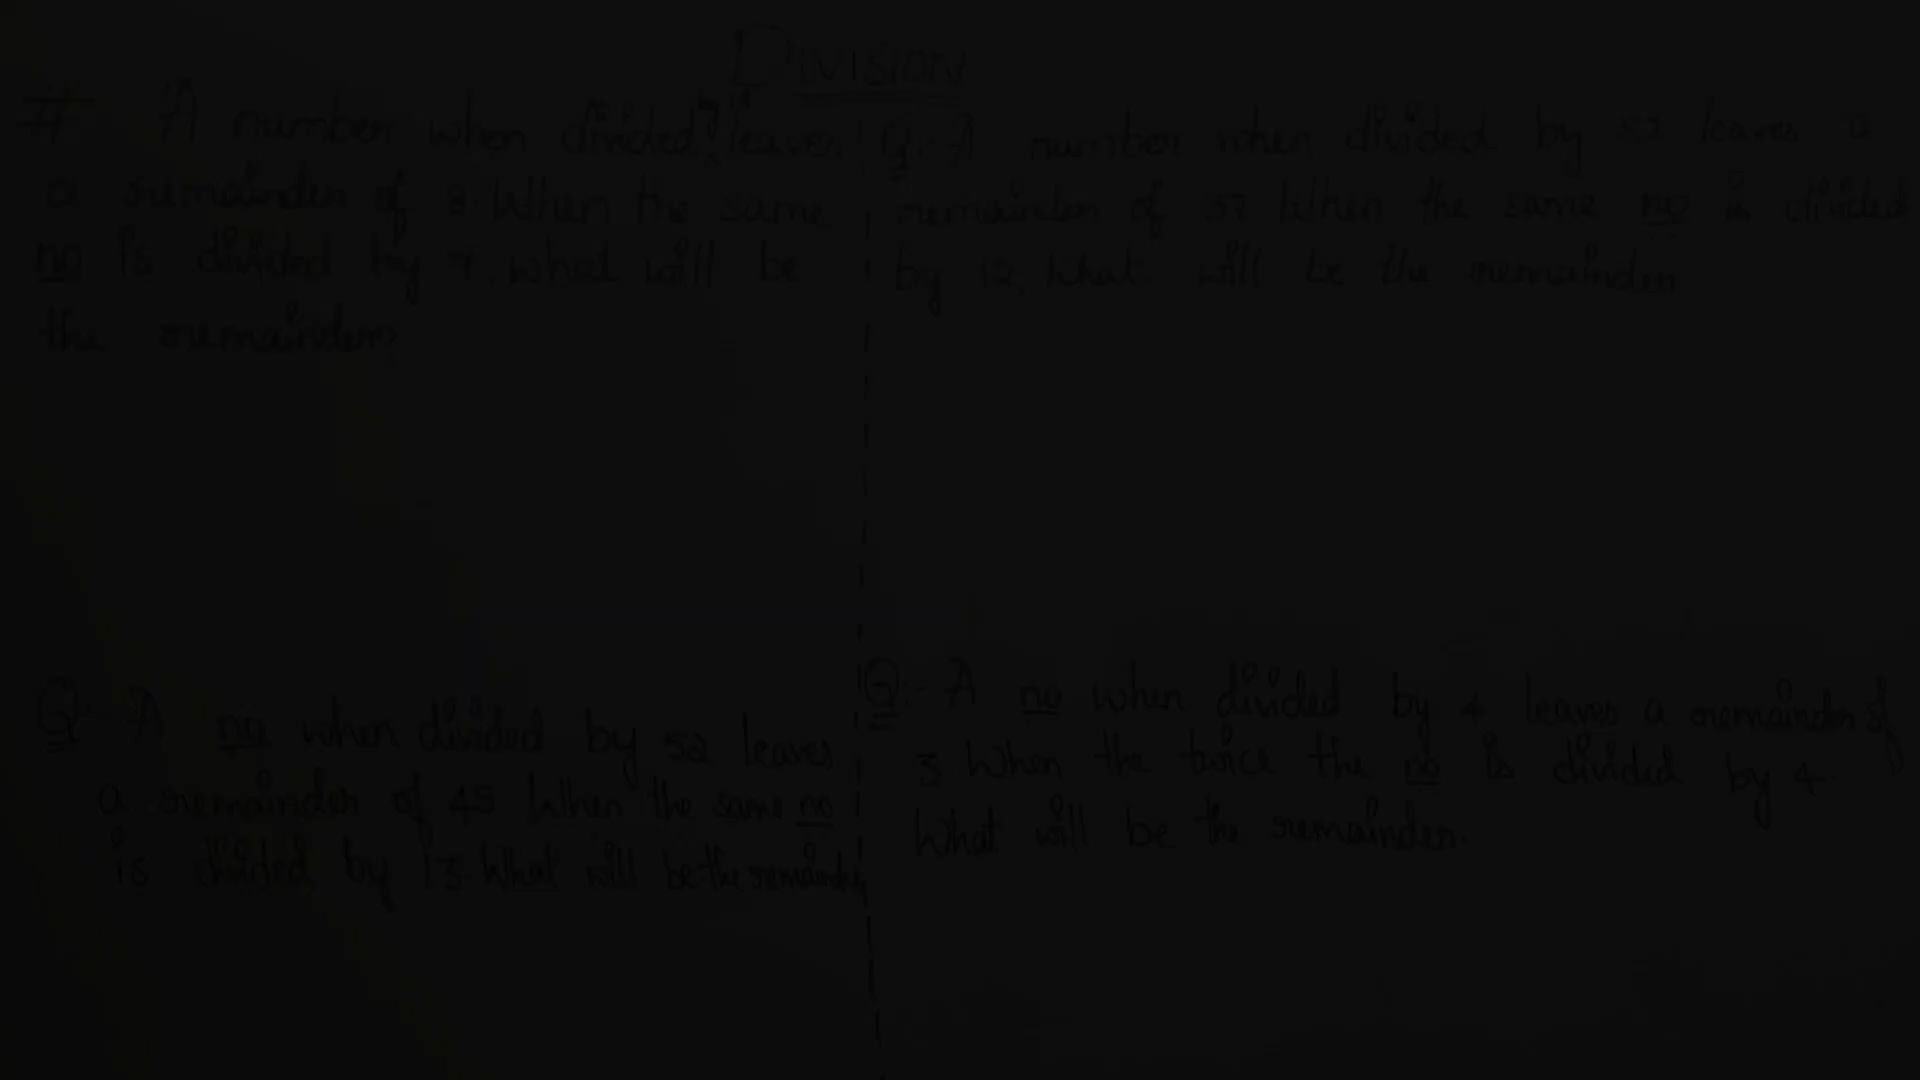 DIVISION
# A number when divided by 14 leaves
a remainder of 8. When the same
no is divided by 7. what will be
the remainder?
Q:- A number when divided by leaves a
remainder of 37 When the same no is divided
by 12. What will be the remainder
Q:- A no when divided by 52 leaves
a remainder of 45 When the same no
is divided by 13 What will be the remainder
Q:- A no when divided by 4 leaves a remainder of
3 When the twice the no is divided by 4.
What will be the remainder.